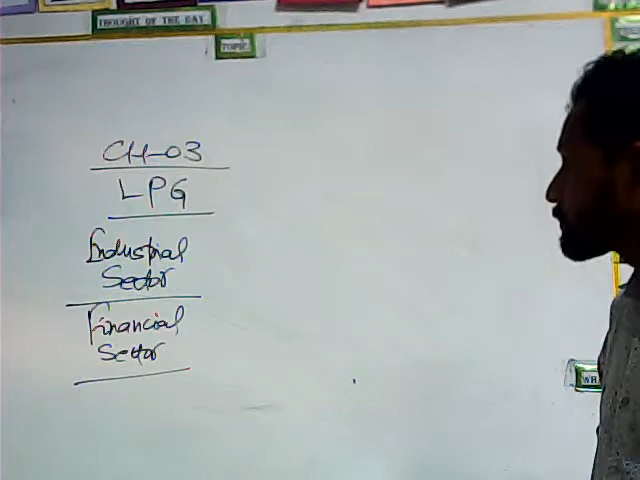 THOUGHT OF THE DAY
TOPIC
CH-03
LPG
Industrial
Sector
Financial
Sector